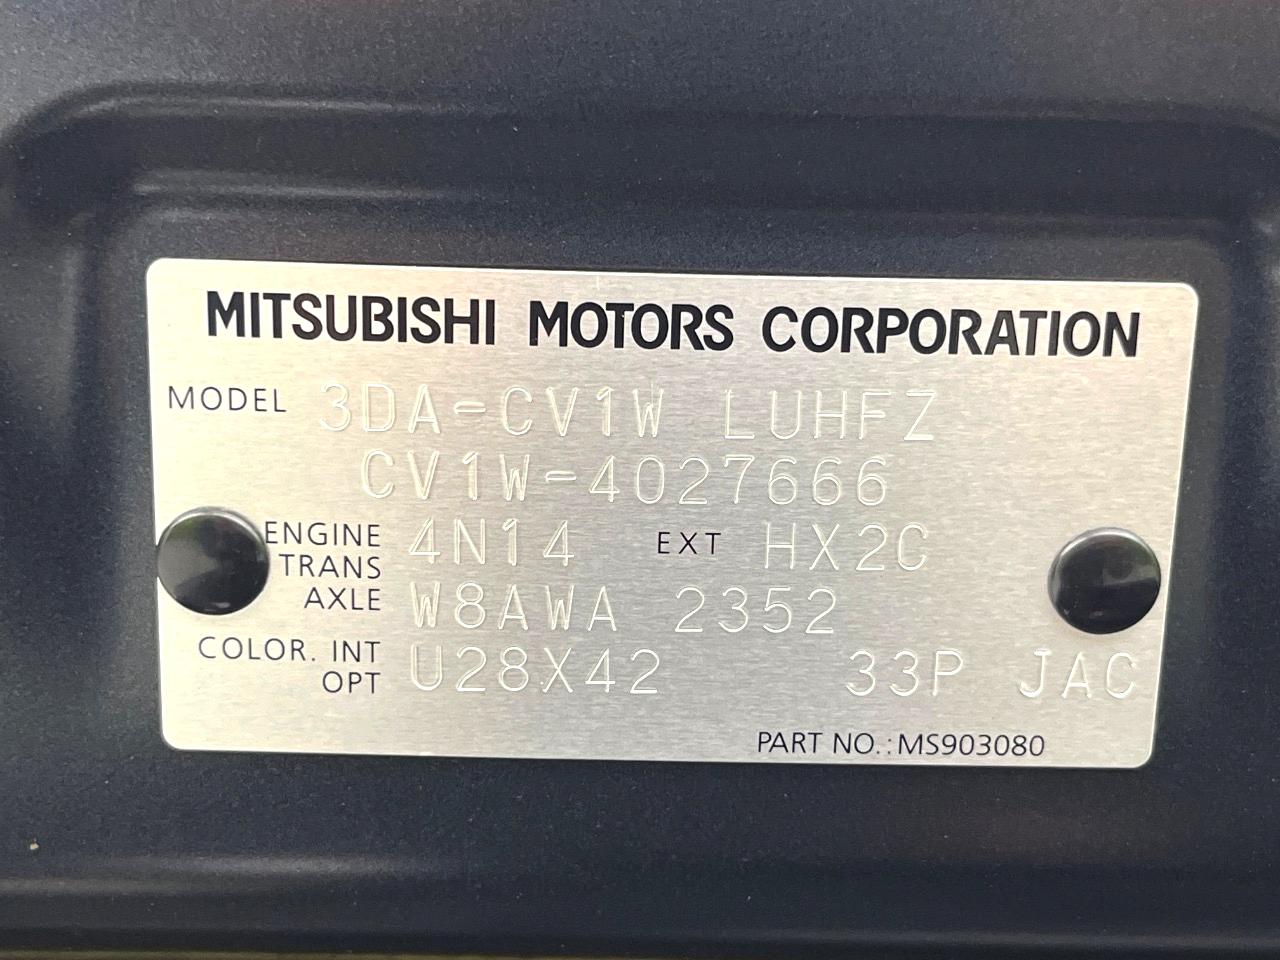 MITSUBISHI MOTORS CORPORATION
MODEL 3DA-CV1W LUHFZ
CV1W-4027666
ENGINE 4N14 EXT HX2C
TRANS
AXLE W8AWA 2352
COLOR. INT
OPT U28X42 33P JAC
PART NO.: MS903080